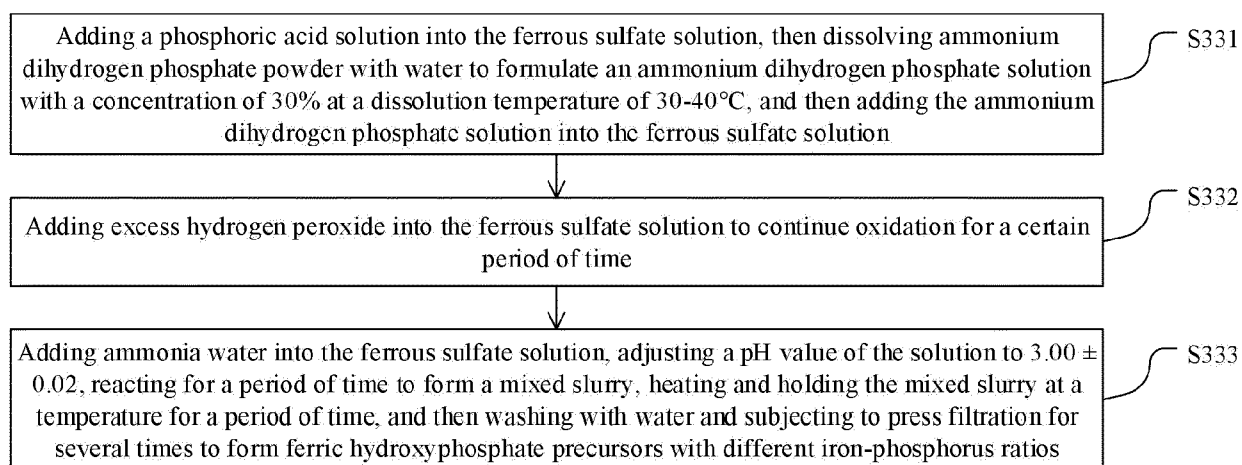 Adding a phosphoric acid solution into the ferrous sulfate solution, then dissolving ammonium
dihydrogen phosphate powder with water to formulate an ammonium dihydrogen phosphate solution
with a concentration of 30% at a dissolution temperature of 30-40°C, and then adding the ammonium
dihydrogen phosphate solution into the ferrous sulfate solution
S331
Adding excess hydrogen peroxide into the ferrous sulfate solution to continue oxidation for a certain
period of time
S332
Adding ammonia water into the ferrous sulfate solution, adjusting a pH value of the solution to 3.00 ±
0.02, reacting for a period of time to form a mixed slurry, heating and holding the mixed slurry at a
temperature for a period of time, and then washing with water and subjecting to press filtration for
several times to form ferric hydroxyphosphate precursors with different iron-phosphorus ratios
S333